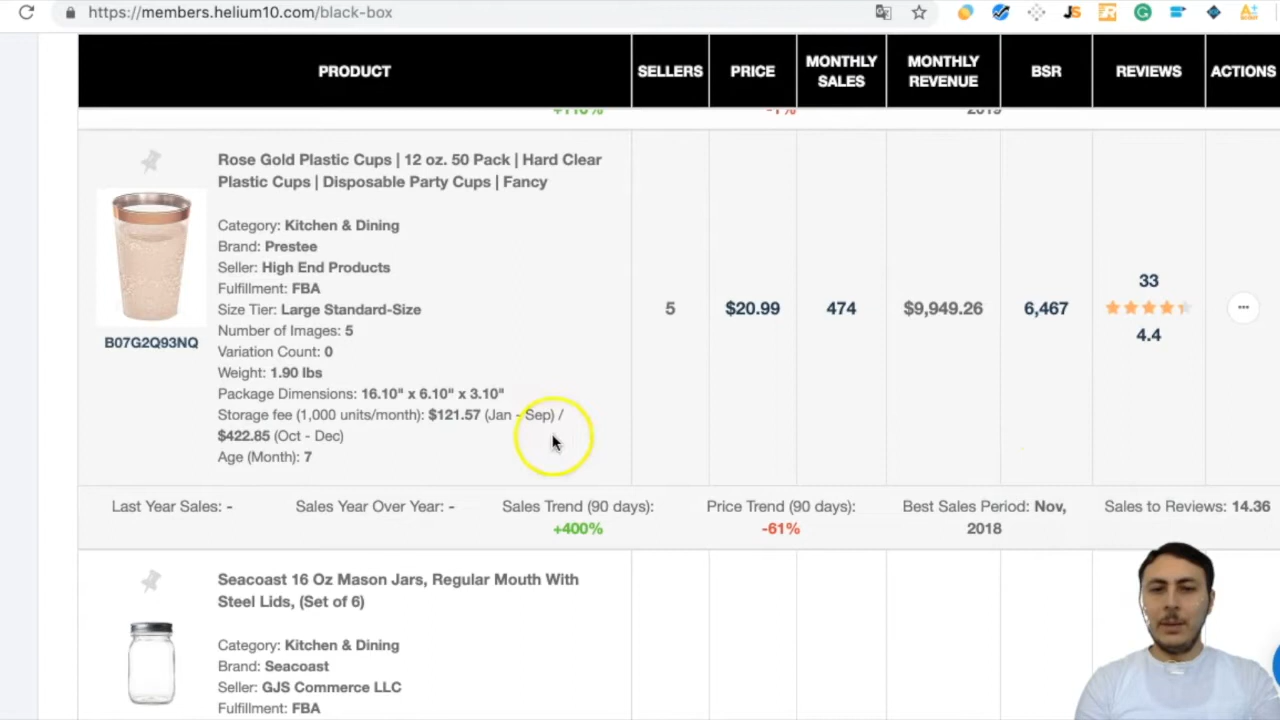 https://members.helium10.com/black-box
PRODUCT
SELLERS
PRICE
MONTHLY
SALES
MONTHLY
REVENUE
BSR
REVIEWS
ACTIONS
+110%
-1%
2019
Rose Gold Plastic Cups | 12 oz. 50 Pack | Hard Clear
Plastic Cups | Disposable Party Cups | Fancy
Category: Kitchen & Dining
Brand: Prestee
Seller: High End Products
Fulfillment: FBA
Size Tier: Large Standard-Size
Number of Images: 5
Variation Count: 0
Weight: 1.90 lbs
Package Dimensions: 16.10" x 6.10" x 3.10"
Storage fee (1,000 units/month): $121.57 (Jan - Sep) /
$422.85 (Oct - Dec)
Age (Month): 7
B07G2Q93NQ
5
$20.99
474
$9,949.26
6,467
33
4.4
Last Year Sales: -
Sales Year Over Year: -
Sales Trend (90 days):
+400%
Price Trend (90 days):
-61%
Best Sales Period: Nov,
2018
Sales to Reviews: 14.36
Seacoast 16 Oz Mason Jars, Regular Mouth With
Steel Lids, (Set of 6)
Category: Kitchen & Dining
Brand: Seacoast
Seller: GJS Commerce LLC
Fulfillment: FBA